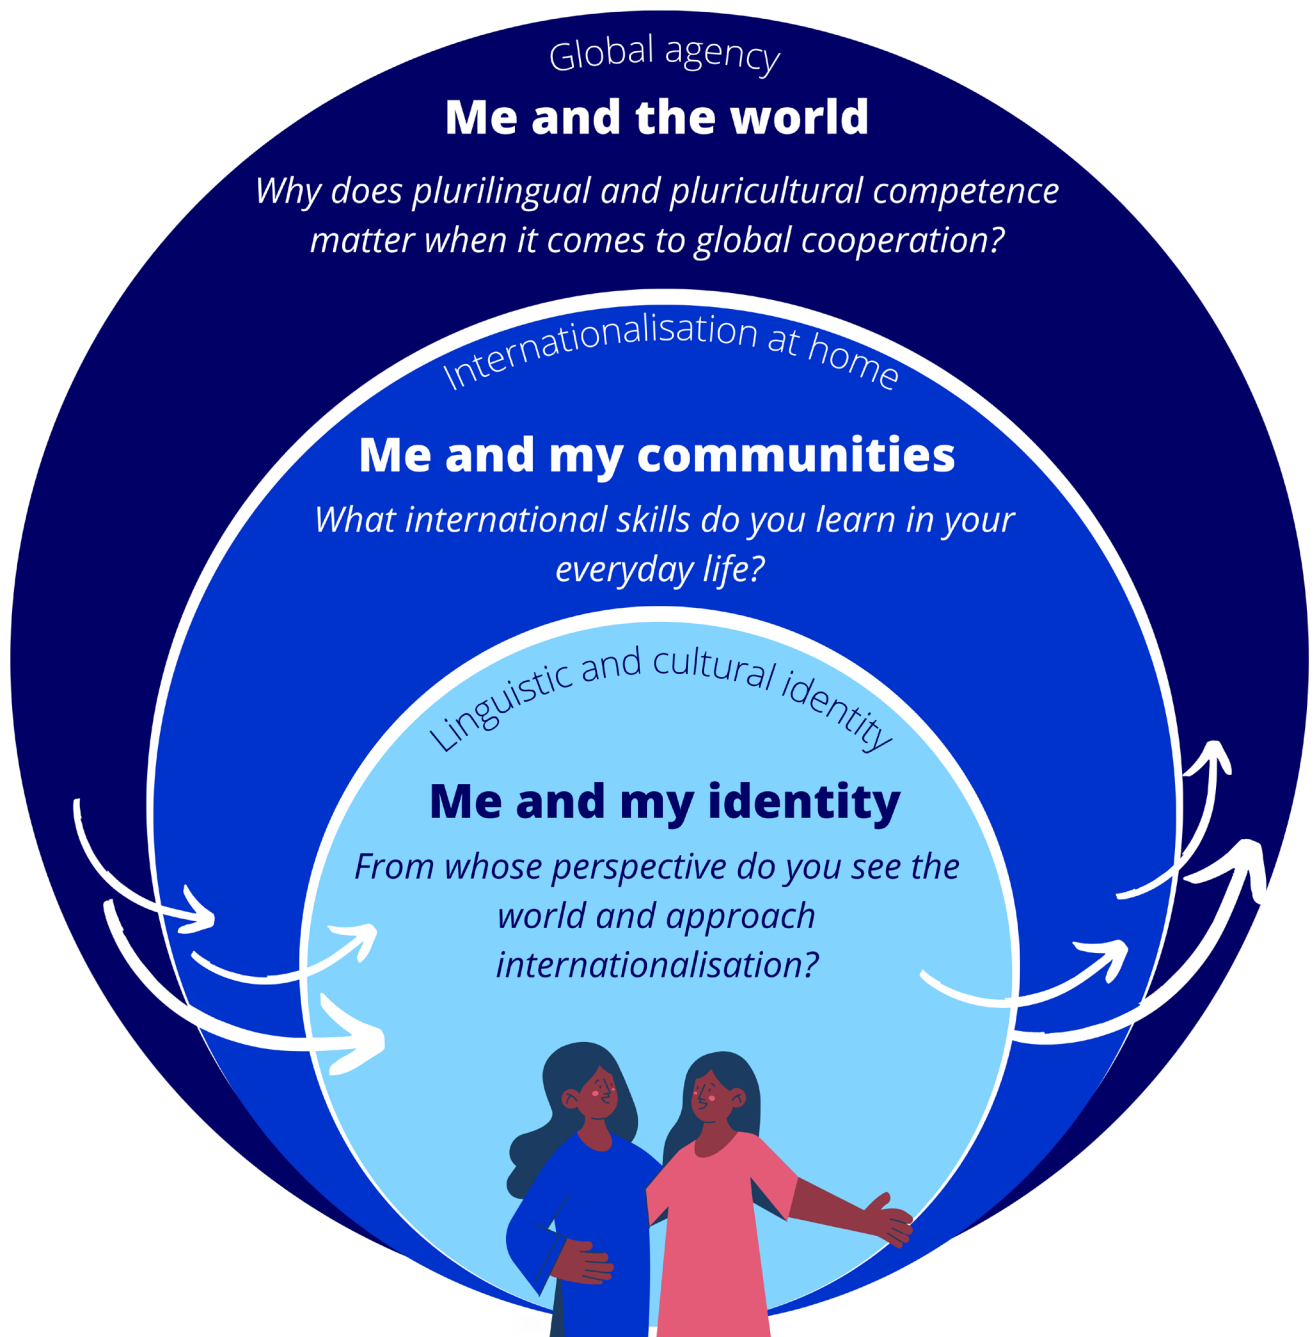 Global agency
Me and the world
Why does plurilingual and pluricultural competence
matter when it comes to global cooperation?
Internationalisation at home
Me and my communities
What international skills do you learn in your
everyday life?
Linguistic and cultural identity
Me and my identity
From whose perspective do you see the
world and approach
internationalisation?